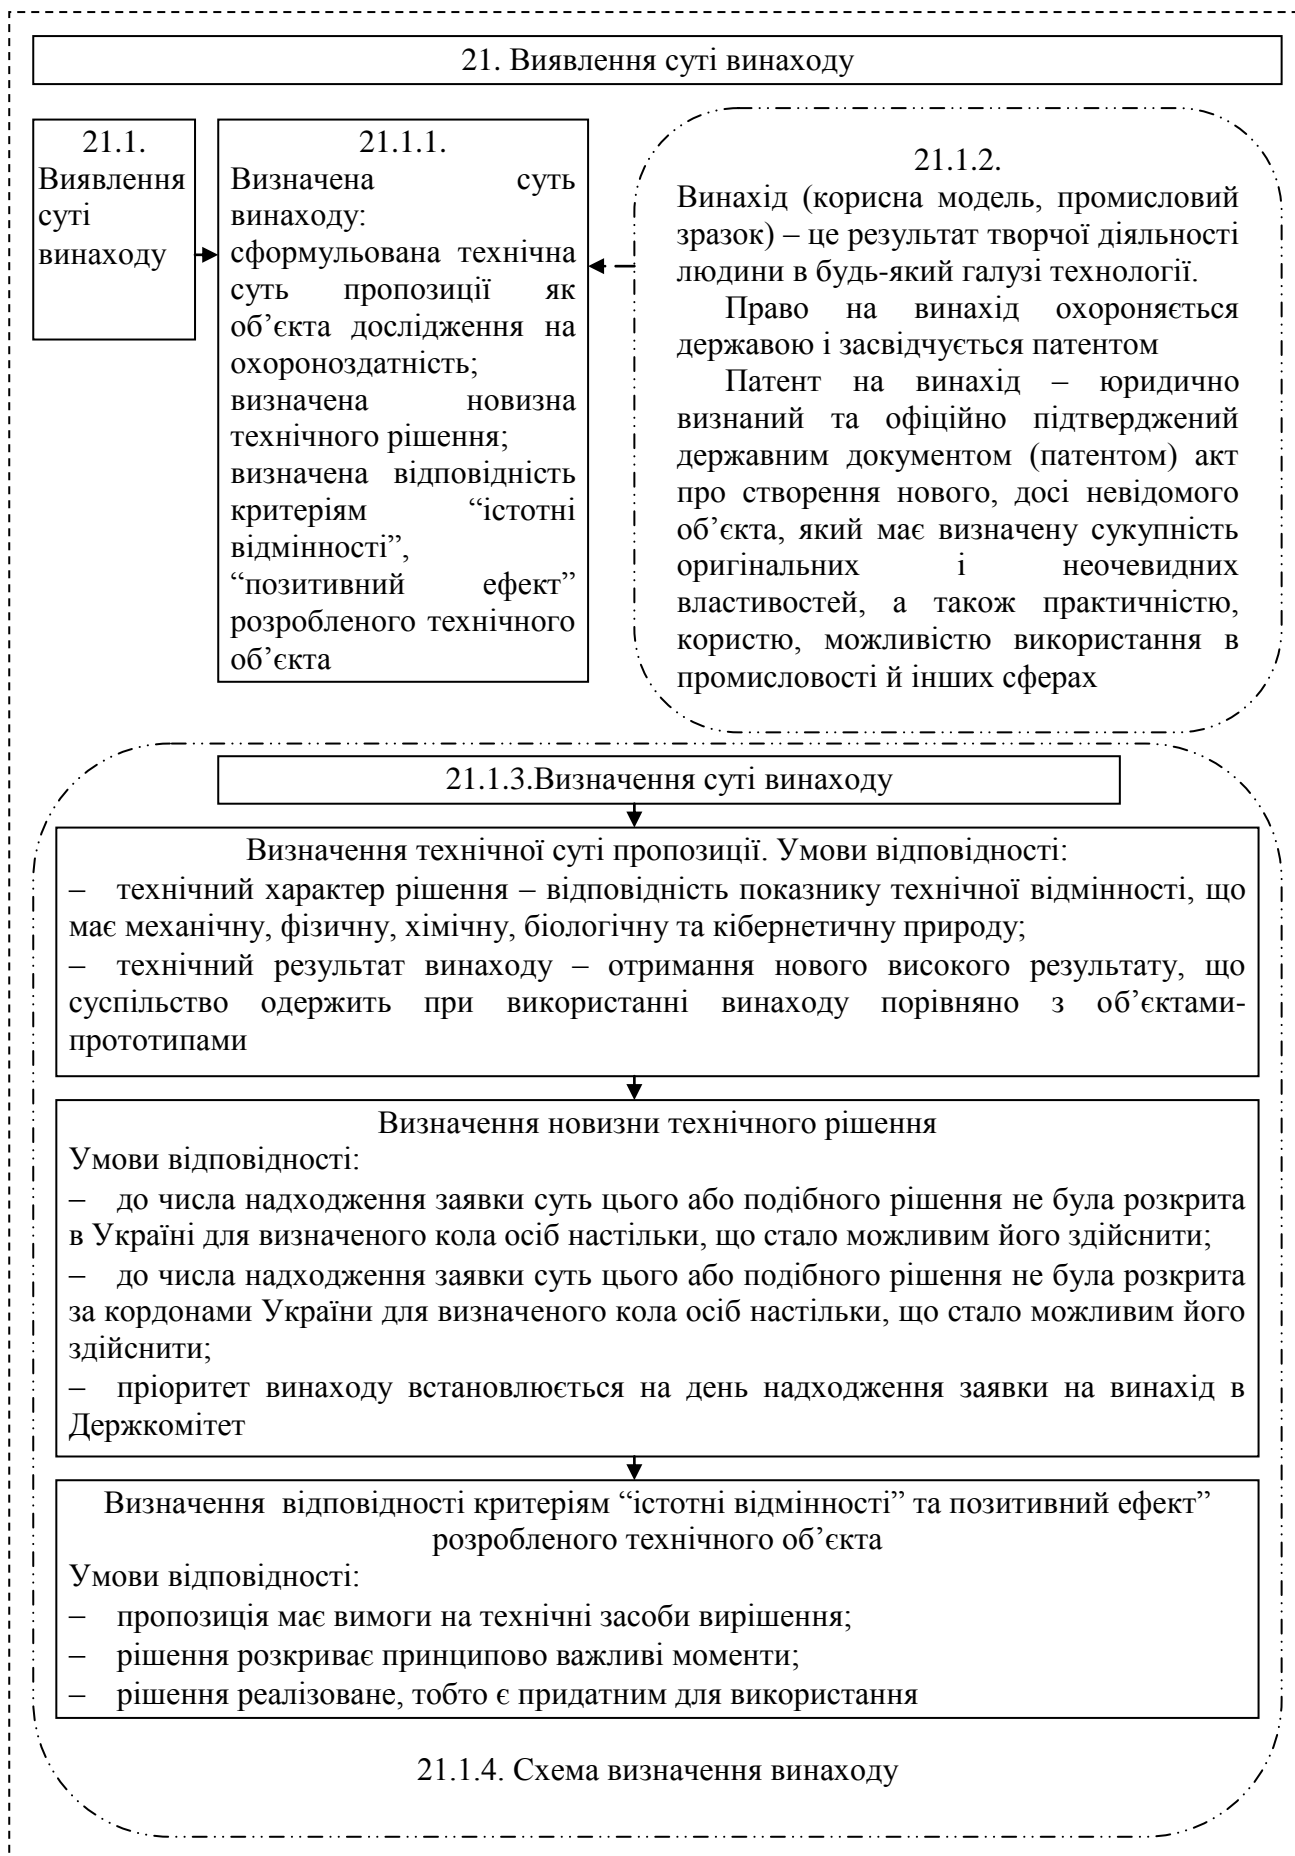 21. Виявлення суті винаходу
21.1.
Виявлення
суті
винаходу
21.1.1.
Визначена суть
винаходу:
сформульована технічна
суть пропозиції як
об’єкта дослідження на
охороноздатність;
визначена новизна
технічного рішення;
визначена відповідність
критеріям “істотні
відмінності”,
“позитивний ефект”
розробленого технічного
об’єкта
21.1.2.
Винахід (корисна модель, промисловий
зразок) – це результат творчої діяльності
людини в будь-який галузі технології.
Право на винахід охороняється
державою і засвідчується патентом
Патент на винахід – юридично
визнаний та офіційно підтверджений
державним документом (патентом) акт
про створення нового, досі невідомого
об’єкта, який має визначену сукупність
оригінальних і неочевидних
властивостей, а також практичністю,
користю, можливістю використання в
промисловості й інших сферах
21.1.3.Визначення суті винаходу
Визначення технічної суті пропозиції. Умови відповідності:
– технічний характер рішення – відповідність показнику технічної відмінності, що
має механічну, фізичну, хімічну, біологічну та кібернетичну природу;
– технічний результат винаходу – отримання нового високого результату, що
суспільство одержить при використанні винаходу порівняно з об’єктами-
прототипами
Визначення новизни технічного рішення
Умови відповідності:
– до числа надходження заявки суть цього або подібного рішення не була розкрита
в Україні для визначеного кола осіб настільки, що стало можливим його здійснити;
– до числа надходження заявки суть цього або подібного рішення не була розкрита
за кордонами України для визначеного кола осіб настільки, що стало можливим його
здійснити;
– пріоритет винаходу встановлюється на день надходження заявки на винахід в
Держкомітет
Визначення відповідності критеріям “істотні відмінності” та позитивний ефект”
розробленого технічного об’єкта
Умови відповідності:
– пропозиція має вимоги на технічні засоби вирішення;
– рішення розкриває принципово важливі моменти;
– рішення реалізоване, тобто є придатним для використання
21.1.4. Схема визначення винаходу